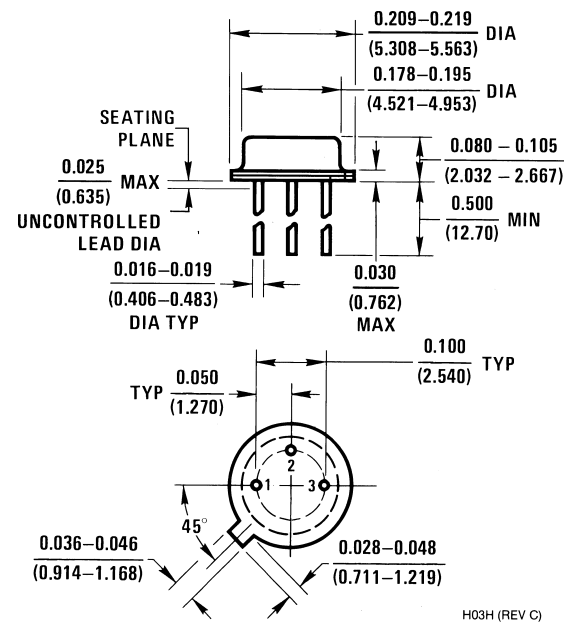 0.209–0.219
(5.308–5.563)
DIA
0.178–0.195
(4.521–4.953)
DIA
SEATING
PLANE
0.080 – 0.105
(2.032 – 2.667)
0.025
(0.635)
MAX
UNCONTROLLED
LEAD DIA
0.500
(12.70)
MIN
0.016–0.019
(0.406–0.483)
DIA TYP
0.030
(0.762)
MAX
0.100
(2.540)
TYP
TYP
0.050
(1.270)
2
1
3
45°
0.036–0.046
(0.914–1.168)
0.028–0.048
(0.711–1.219)
H03H (REV C)